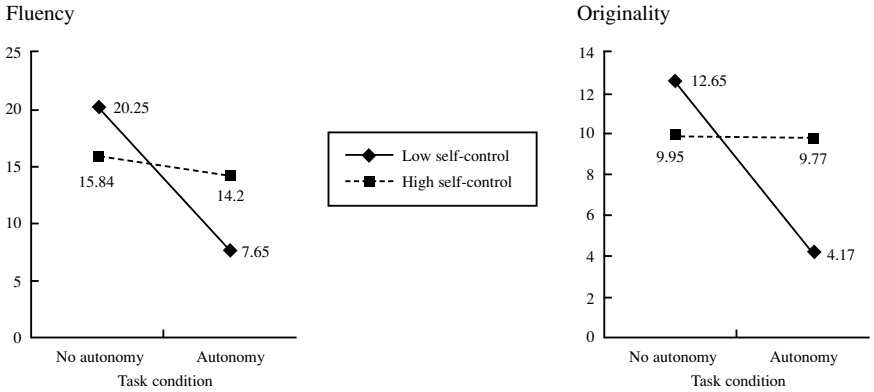 Fluency
25
20
15
10
5
0
20.25
15.84
14.2
7.65
No autonomy Autonomy
Task condition
Low self-control
High self-control
Originality
14
12
10
8
6
4
2
0
12.65
9.95
9.77
4.17
No autonomy Autonomy
Task condition